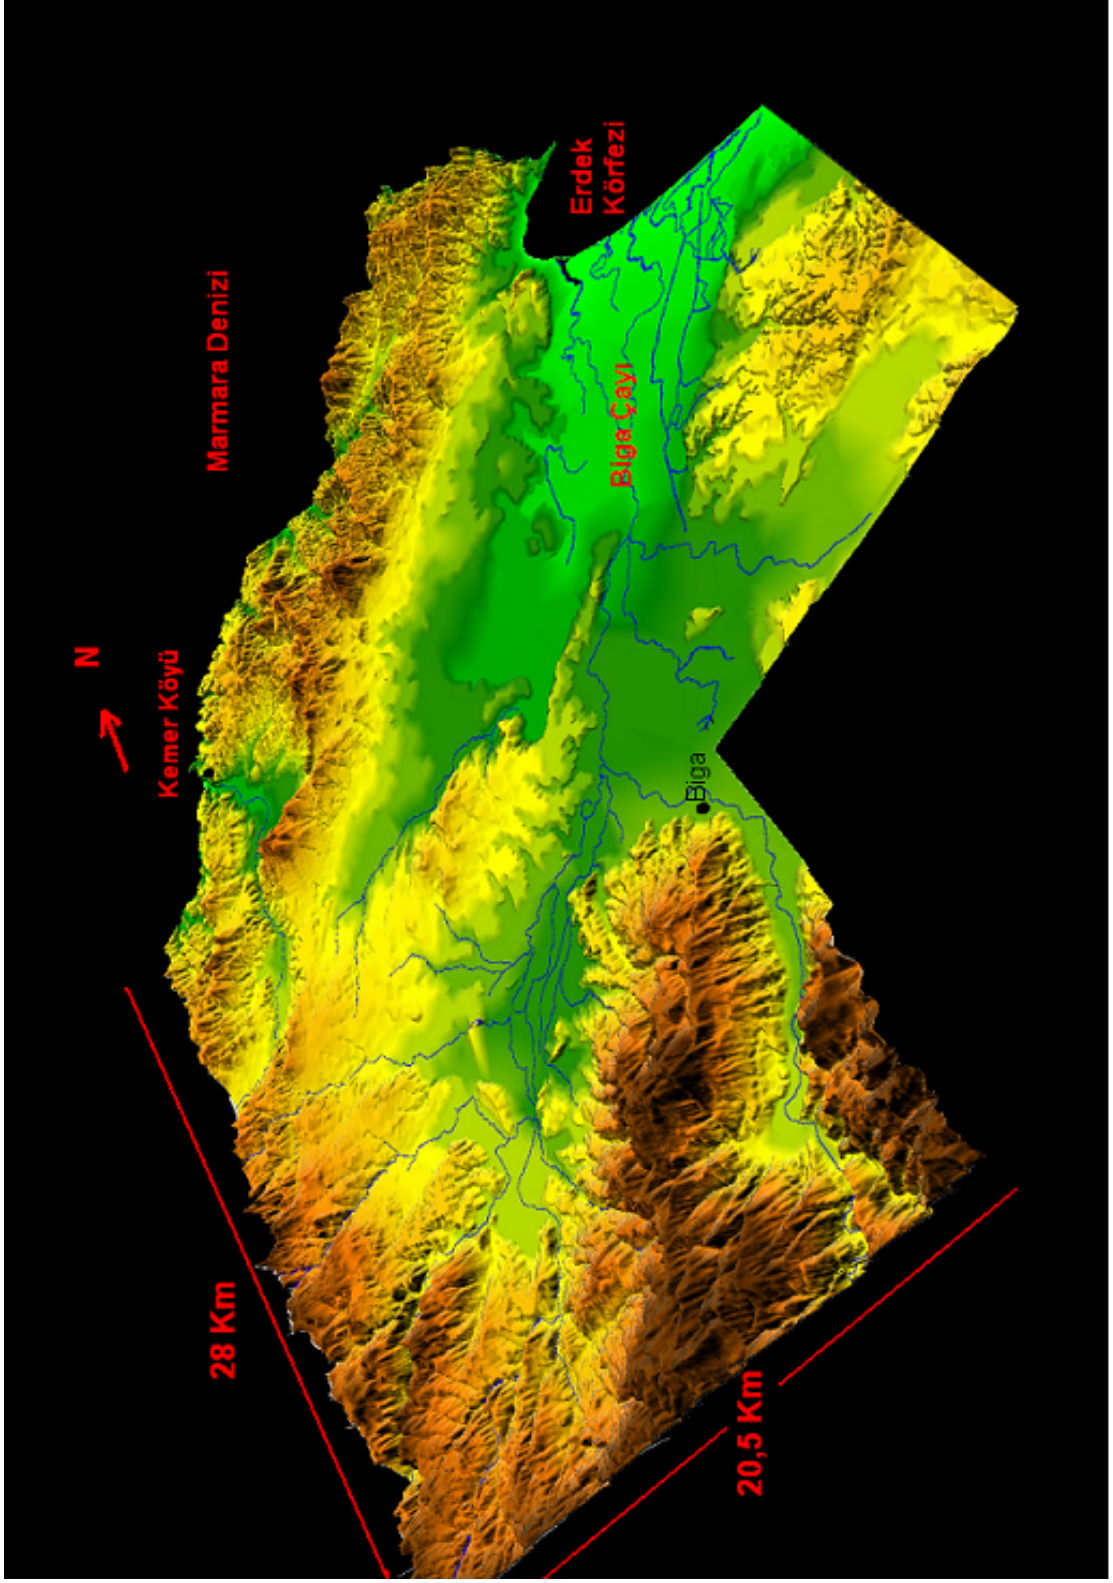 Marmara Denizi
Erdek
Körfezi
Biga Çayı
N
Kemer Köyü
Biga
28 Km
20,5 Km